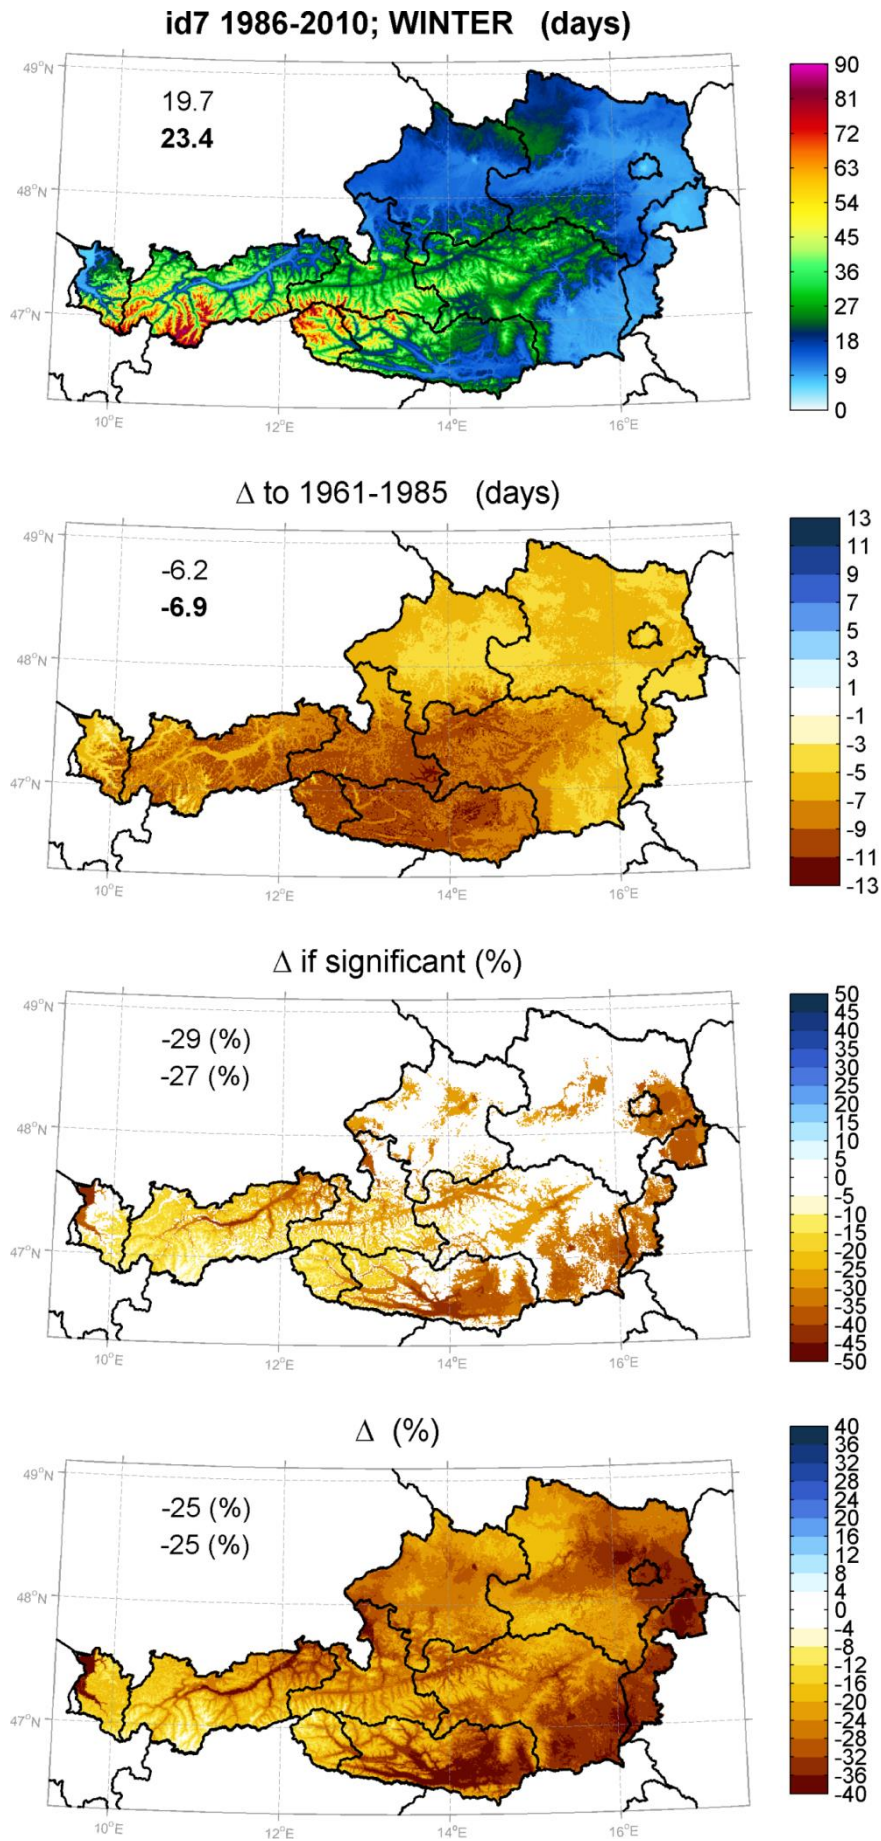 id7 1986-2010; WINTER (days)
49°N
48°N
47°N
10°E
12°E
14°E
16°E
19.7
23.4
90
81
72
63
54
45
36
27
18
9
0
Δ to 1961-1985 (days)
49°N
48°N
47°N
10°E
12°E
14°E
16°E
-6.2
-6.9
13
11
9
7
5
3
1
-1
-3
-5
-7
-9
-11
-13
Δ if significant (%)
49°N
48°N
47°N
10°E
12°E
14°E
16°E
-29 (%)
-27 (%)
50
45
40
35
30
25
20
15
10
5
0
-5
-10
-15
-20
-25
-30
-35
-40
-45
-50
Δ (%)
49°N
48°N
47°N
10°E
12°E
14°E
16°E
-25 (%)
-25 (%)
40
36
32
28
24
20
16
12
8
4
0
-4
-8
-12
-16
-20
-24
-28
-32
-36
-40